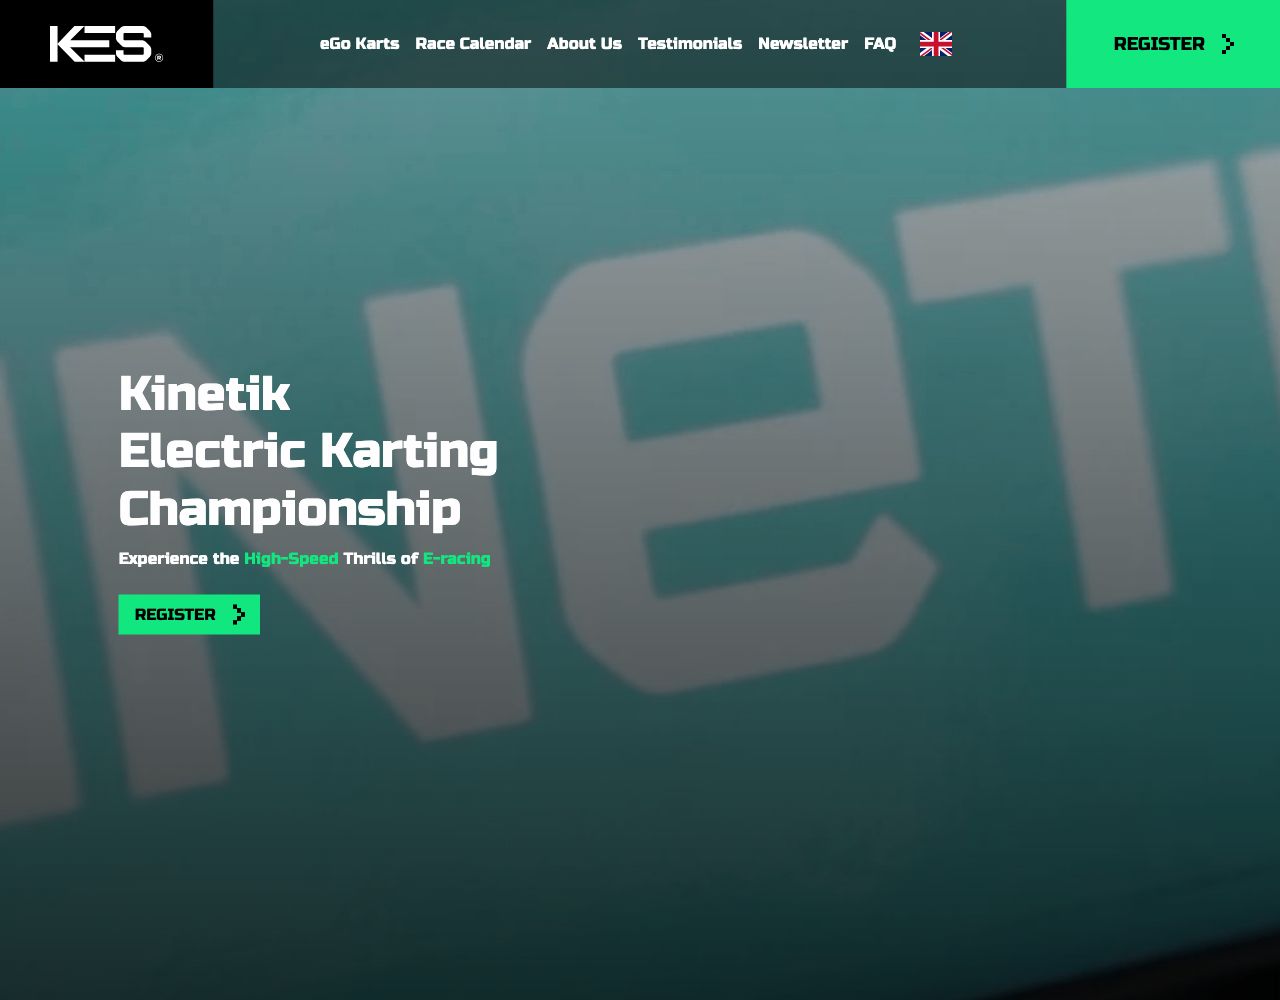 KES®
eGo Karts
Race Calendar
About Us
Testimonials
Newsletter
FAQ
REGISTER
NeT
Kinetik
Electric Karting
Championship
Experience the High-Speed Thrills of E-racing
REGISTER